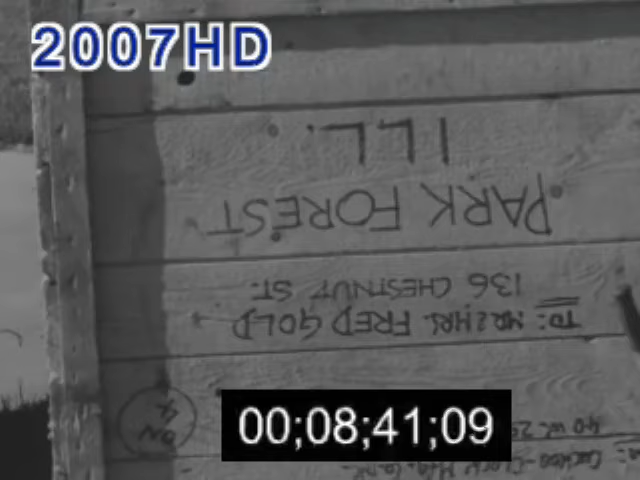 2007HD
TO: MR & MRS. FRED GOLD
136 CHESTNUT ST.
PARK FOREST
ILL.
00;08;41;09